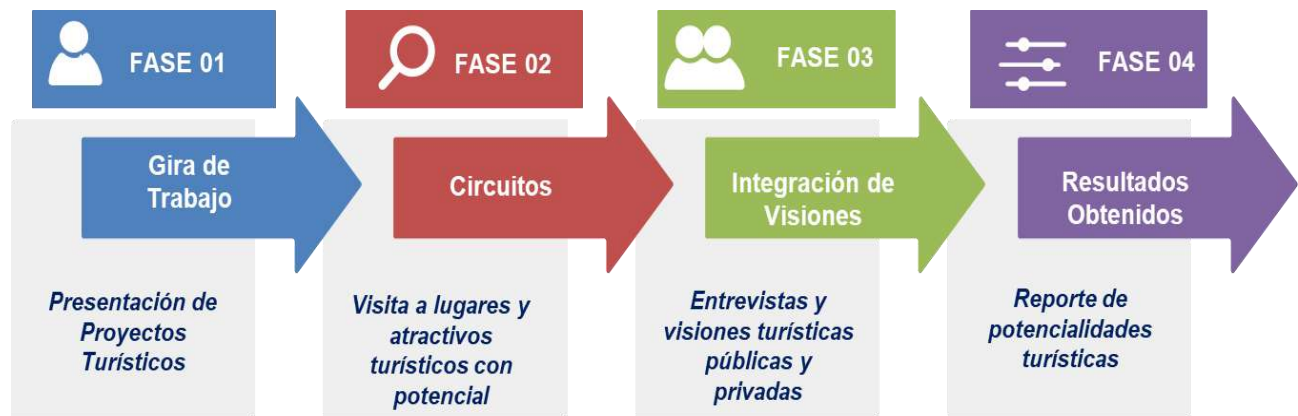 FASE 01
Gira de
Trabajo
Presentación de
Proyectos
Turísticos
FASE 02
Circuitos
Visita a lugares y
atractivos
turísticos con
potencial
FASE 03
Integración de
Visiones
Entrevistas y
visiones turísticas
públicas y
privadas
FASE 04
Resultados
Obtenidos
Reporte de
potencialidades
turísticas